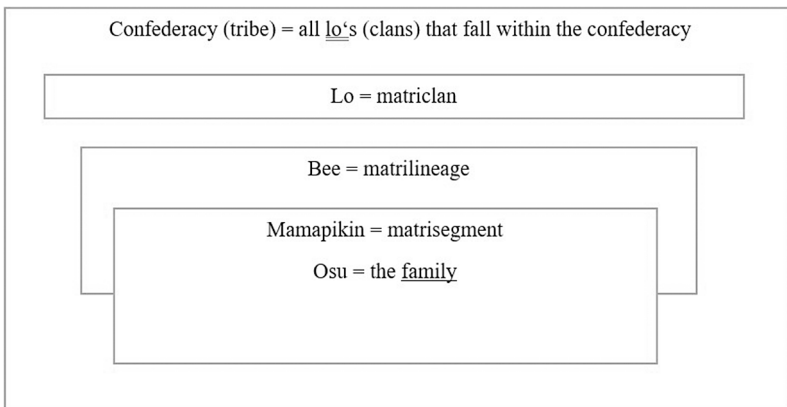 Confederacy (tribe) = all lo‘s (clans) that fall within the confederacy
Lo = matriclan
Bee = matrilineage
Mamapikin = matrisegment
Osu = the family